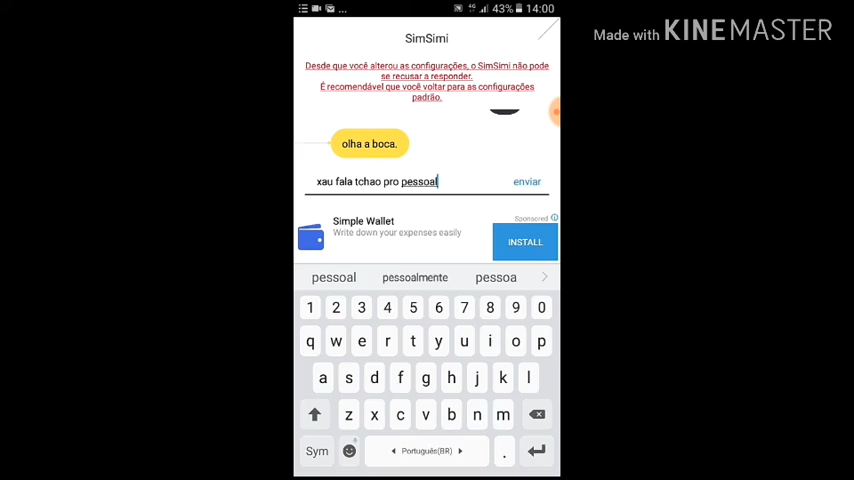 ... 4G 43% 14:00
Made with KINEMASTER
SimSimi
Desde que você alterou as configurações, o SimSimi não pode
se recusar a responder.
É recomendável que você voltar para as configurações
padrão.
olha a boca.
xau fala tchao pro pessoal enviar
Sponsored
Simple Wallet
Write down your expenses easily
INSTALL
pessoal pessoalmente pessoa
1 2 3 4 5 6 7 8 9 0
q w e r t y u i o p
a s d f g h j k l
z x c v b n m
Sym Português(BR) .